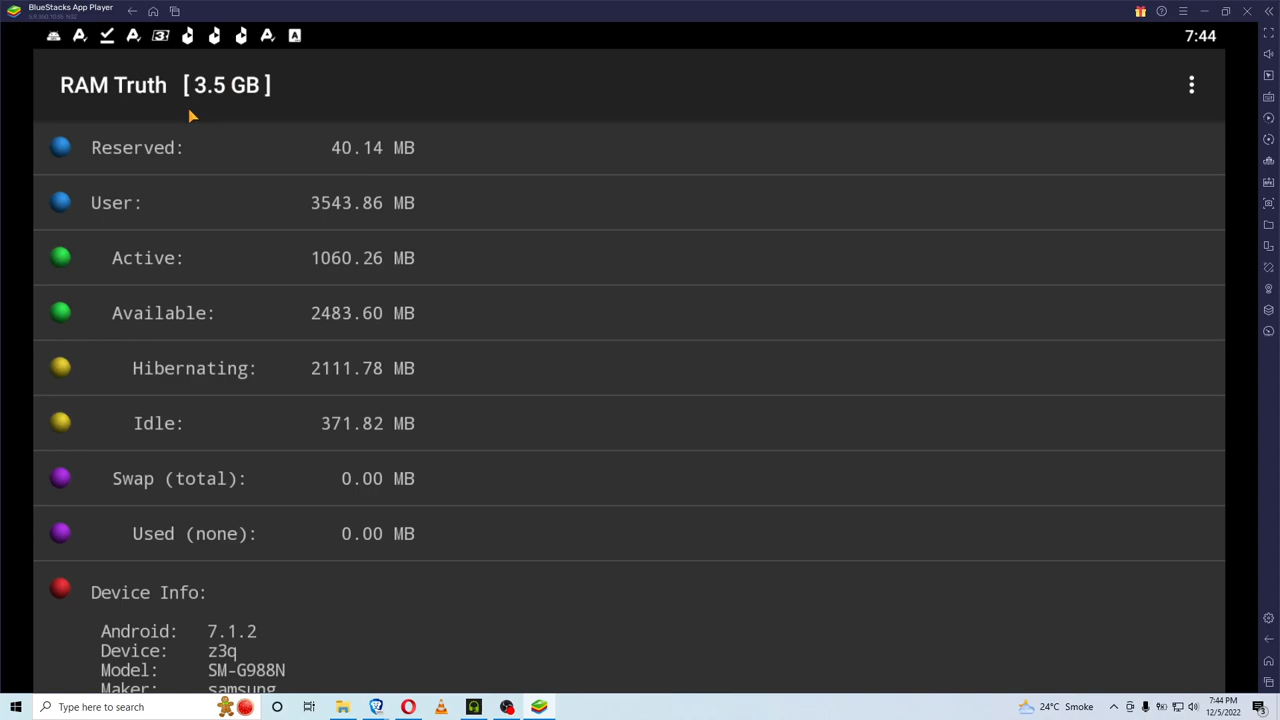 BlueStacks App Player
7:44
RAM Truth [ 3.5 GB ]
Reserved: 40.14 MB
User: 3543.86 MB
Active: 1060.26 MB
Available: 2483.60 MB
Hibernating: 2111.78 MB
Idle: 371.82 MB
Swap (total): 0.00 MB
Used (none): 0.00 MB
Device Info:
Android: 7.1.2
Device: z3q
Model: SM-G988N
Maker: samsung
Type here to search
24°C Smoke
7:44 PM
12/5/2022